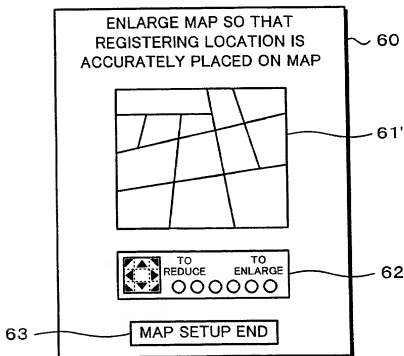 ENLARGE MAP SO THAT
REGISTERING LOCATION IS
ACCURATELY PLACED ON MAP
60
61'
TO REDUCE
TO ENLARGE
62
63
MAP SETUP END